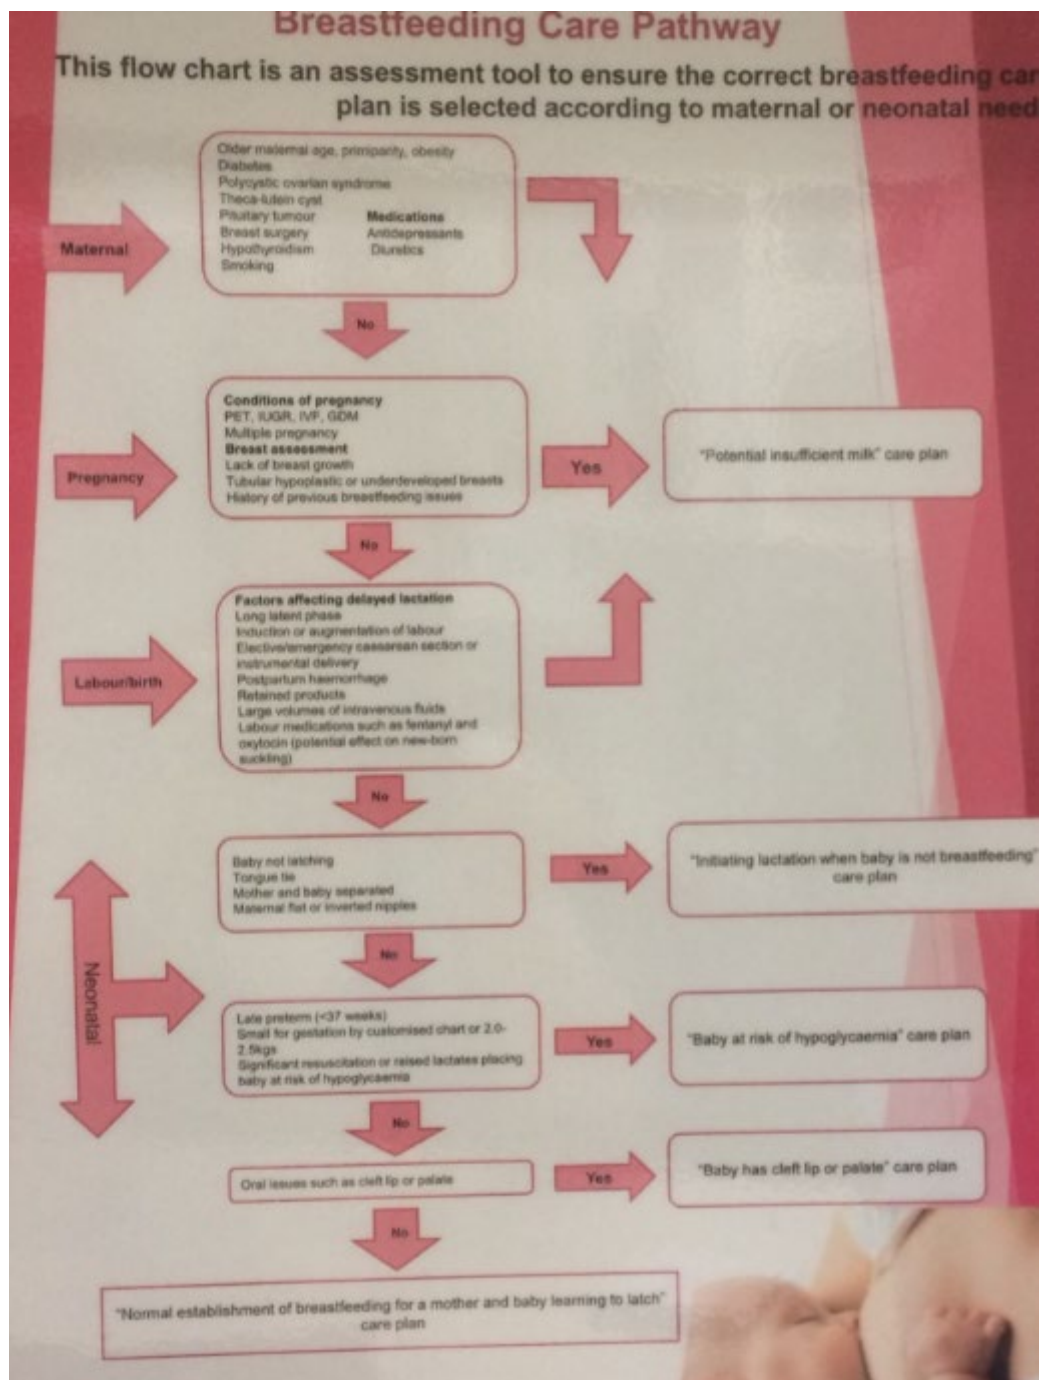 Breastfeeding Care Pathway
This flow chart is an assessment tool to ensure the correct breastfeeding car
plan is selected according to maternal or neonatal need
Maternal
Older maternal age, primiparity, obesity
Diabetes
Polycystic ovarian syndrome
Theca-lutein cyst
Pituitary tumour
Breast surgery
Hypothyroidism
Smoking
Medications
Antidepressants
Diuretics
No
Pregnancy
Conditions of pregnancy
PET, IUGR, IVF, GDM
Multiple pregnancy
Breast assessment
Lack of breast growth
Tubular hypoplastic or underdeveloped breasts
History of previous breastfeeding issues
Yes
"Potential insufficient milk" care plan
No
Labour/birth
Factors affecting delayed lactation
Long latent phase
Induction or augmentation of labour
Elective/emergency caesarean section or
instrumental delivery
Postpartum haemorrhage
Retained products
Large volumes of intravenous fluids
Labour medications such as fentanyl and
oxytocin (potential effect on new-born
suckling)
No
Neonatal
Baby not latching
Tongue tie
Mother and baby separated
Maternal flat or inverted nipples
Yes
"Initiating lactation when baby is not breastfeeding"
care plan
No
Late preterm (<37 weeks)
Small for gestation by customised chart or 2.0-
2.5kgs
Significant resuscitation or raised lactates placing
baby at risk of hypoglycaemia
Yes
"Baby at risk of hypoglycaemia" care plan
No
Oral issues such as cleft lip or palate
Yes
"Baby has cleft lip or palate" care plan
No
"Normal establishment of breastfeeding for a mother and baby learning to latch"
care plan